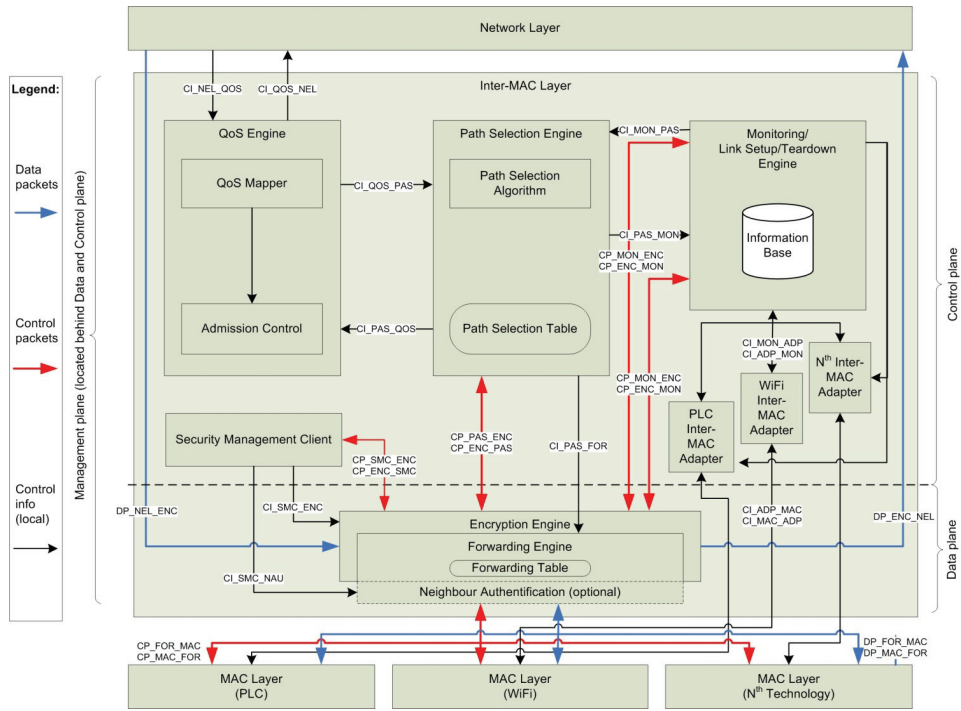 Network Layer
Legend:
Data
packets
Control
packets
Control
info
(local)
Management plane (located behind Data and Control plane)
CI_NEL_QOS
CI_QOS_NEL
Inter-MAC Layer
QoS Engine
QoS Mapper
Admission Control
CI_QOS_PAS
CI_PAS_QOS
Path Selection Engine
Path Selection
Algorithm
Path Selection Table
CI_MON_PAS
CI_PAS_MON
CP_MON_ENC
CP_ENC_MON
Monitoring/
Link Setup/Teardown
Engine
Information
Base
CI_MON_ADP
CI_ADP_MON
Nth Inter-
MAC
Adapter
WiFi
Inter-
MAC
Adapter
PLC
Inter-
MAC
Adapter
CP_MON_ENC
CP_ENC_MON
Control plane
Security Management Client
CP_SMC_ENC
CP_ENC_SMC
CP_PAS_ENC
CP_ENC_PAS
CI_PAS_FOR
DP_NEL_ENC
CI_SMC_ENC
CI_ADP_MAC
CI_MAC_ADP
DP_ENC_NEL
Encryption Engine
Forwarding Engine
Forwarding Table
Neighbour Authentification (optional)
CI_SMC_NAU
Data plane
CP_FOR_MAC
CP_MAC_FOR
DP_FOR_MAC
DP_MAC_FOR
MAC Layer
(PLC)
MAC Layer
(WiFi)
MAC Layer
(Nth Technology)